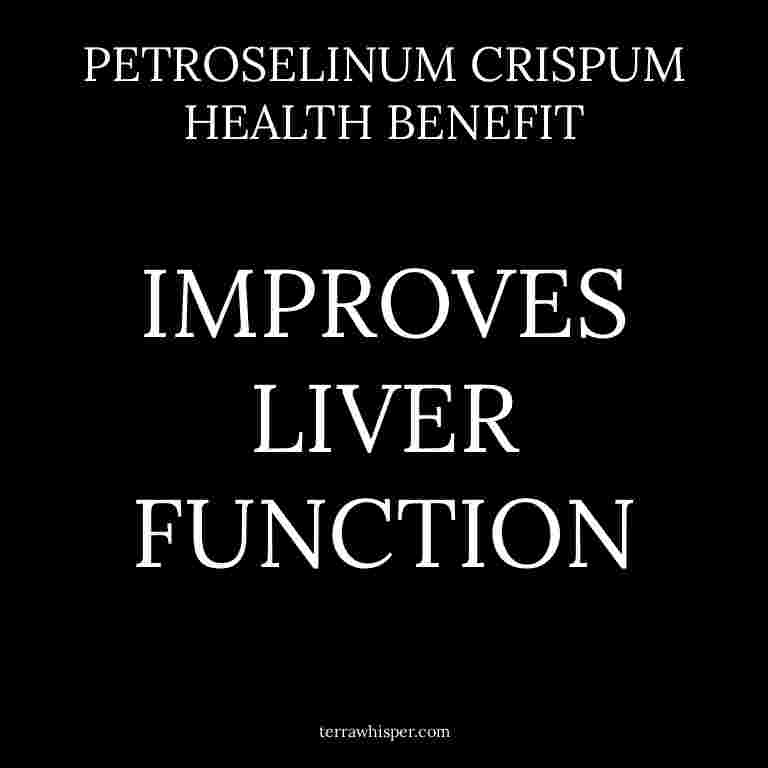 PETROSELINUM CRISPUM
HEALTH BENEFIT
IMPROVES
LIVER
FUNCTION
terrawhisper.com